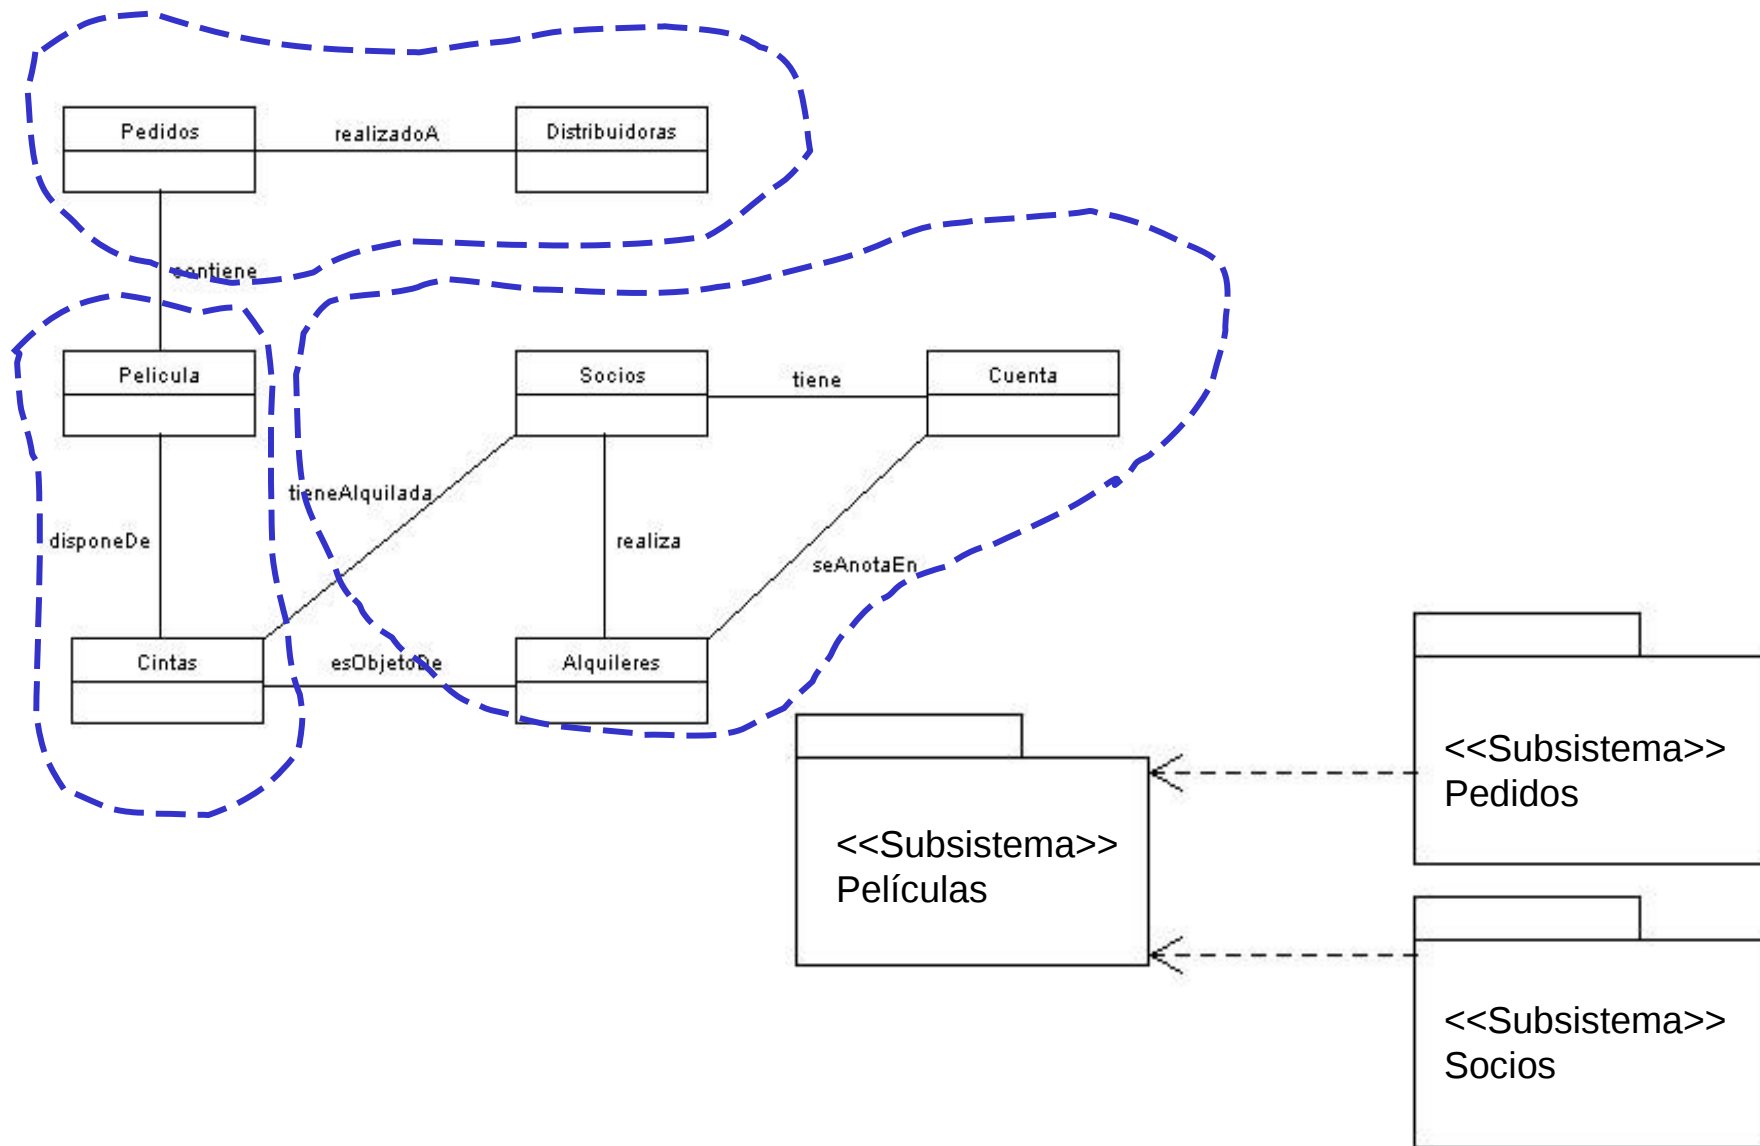 Pedidos
realizadoA
Distribuidoras
contiene
Pelicula
Socios
tiene
Cuenta
tieneAlquilada
disponeDe
realiza
seAnotaEn
Cintas
esObjetoDe
Alquileres
<<Subsistema>>
Pedidos
<<Subsistema>>
Películas
<<Subsistema>>
Socios